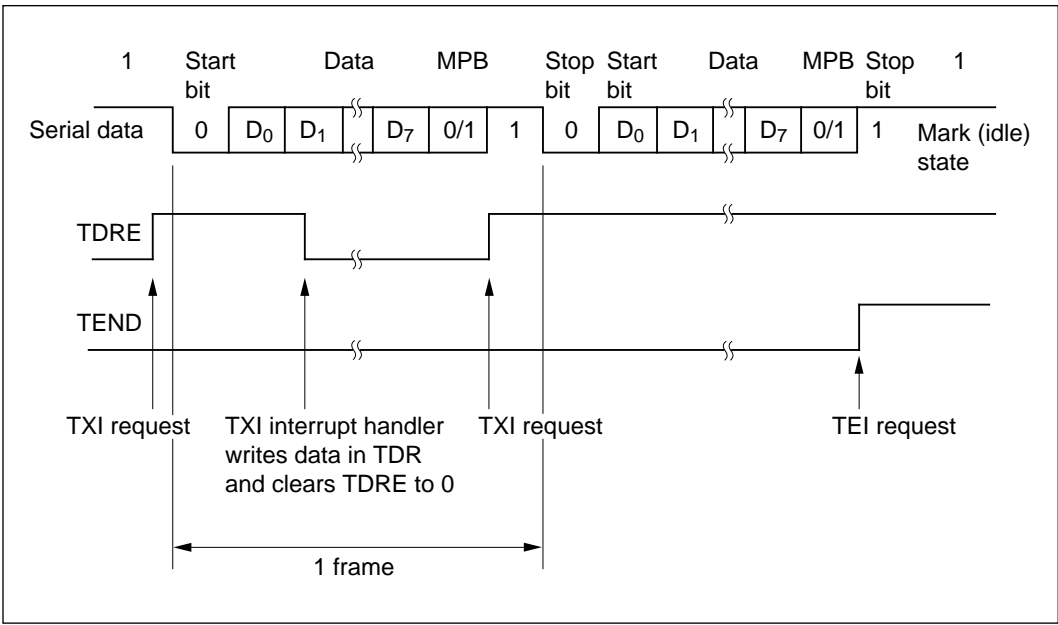 1 Start bit Data MPB Stop bit Start bit Data MPB Stop bit 1
Serial data 0 D0 D1 D7 0/1 1 0 D0 D1 D7 0/1 1 Mark (idle) state
TDRE
TEND
TXI request
TXI interrupt handler
writes data in TDR
and clears TDRE to 0
TXI request
TEI request
1 frame